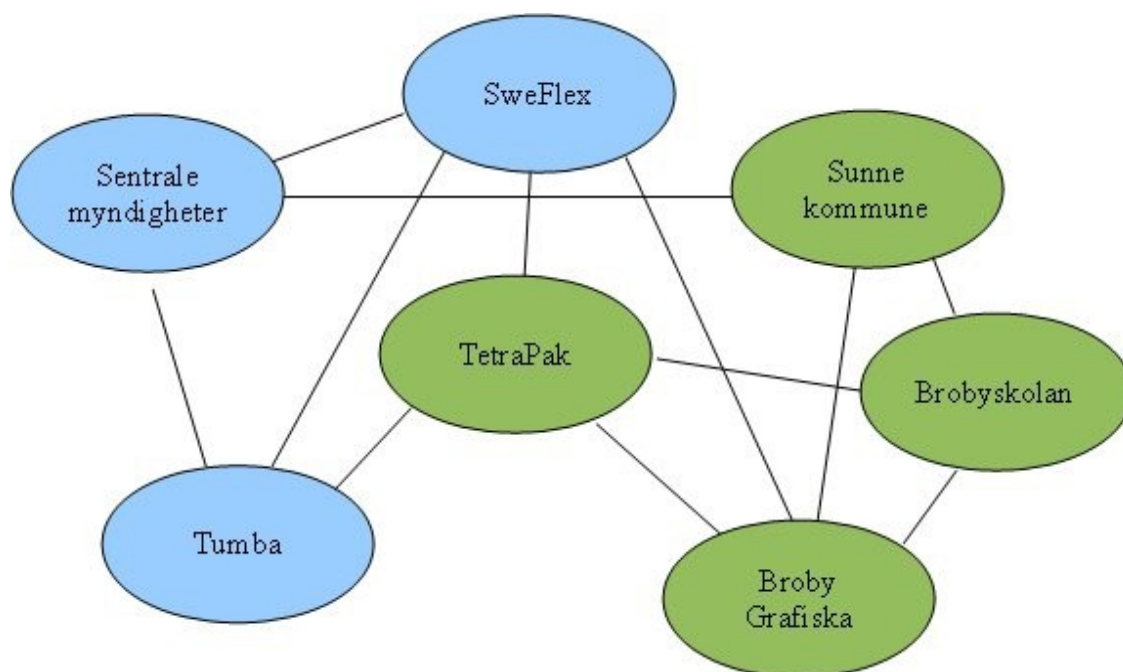 SweFlex
Sentrale
myndigheter
Sunne
kommune
TetraPak
Brobyskolan
Tumba
Broby
Grafiska